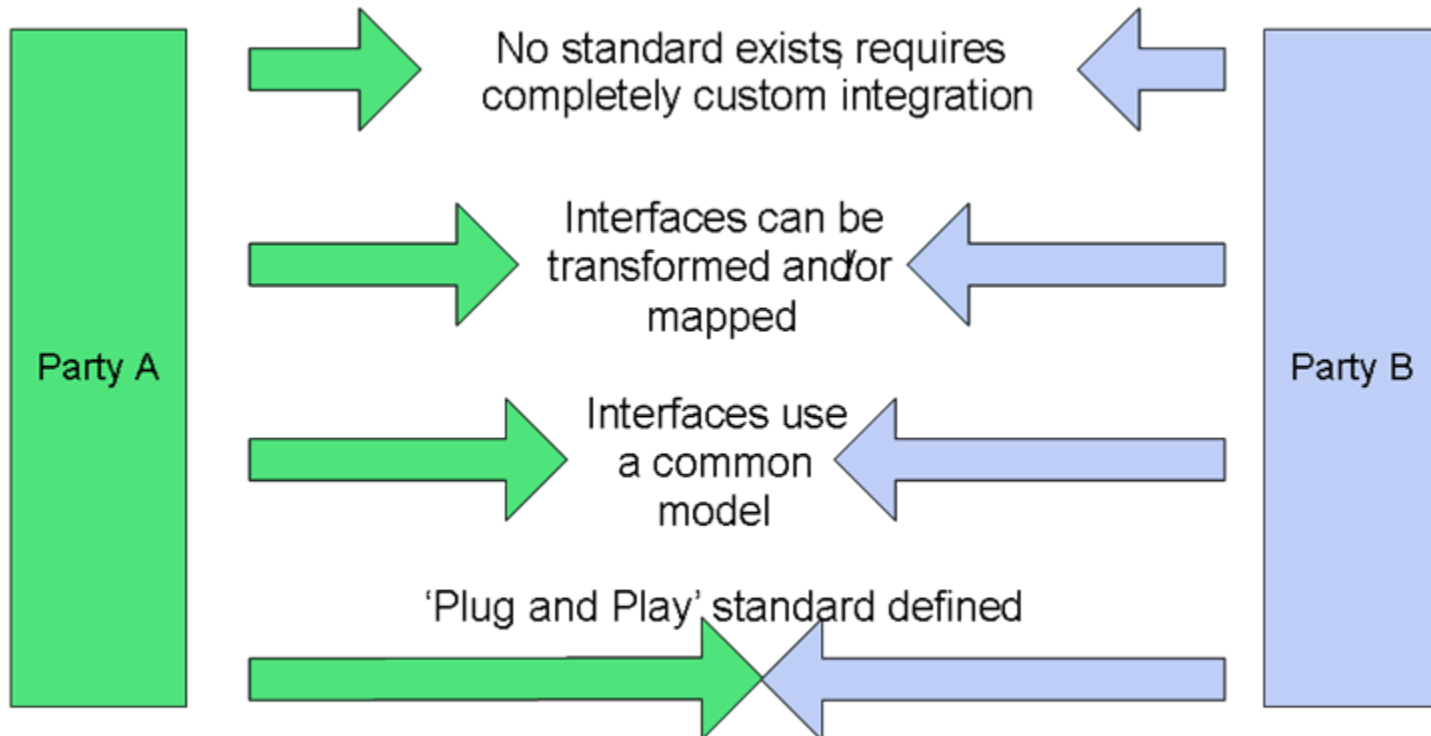 No standard exists, requires
completely custom integration
Interfaces can be
transformed and/or
mapped
Party A
Party B
Interfaces use
a common
model
‘Plug and Play’ standard defined